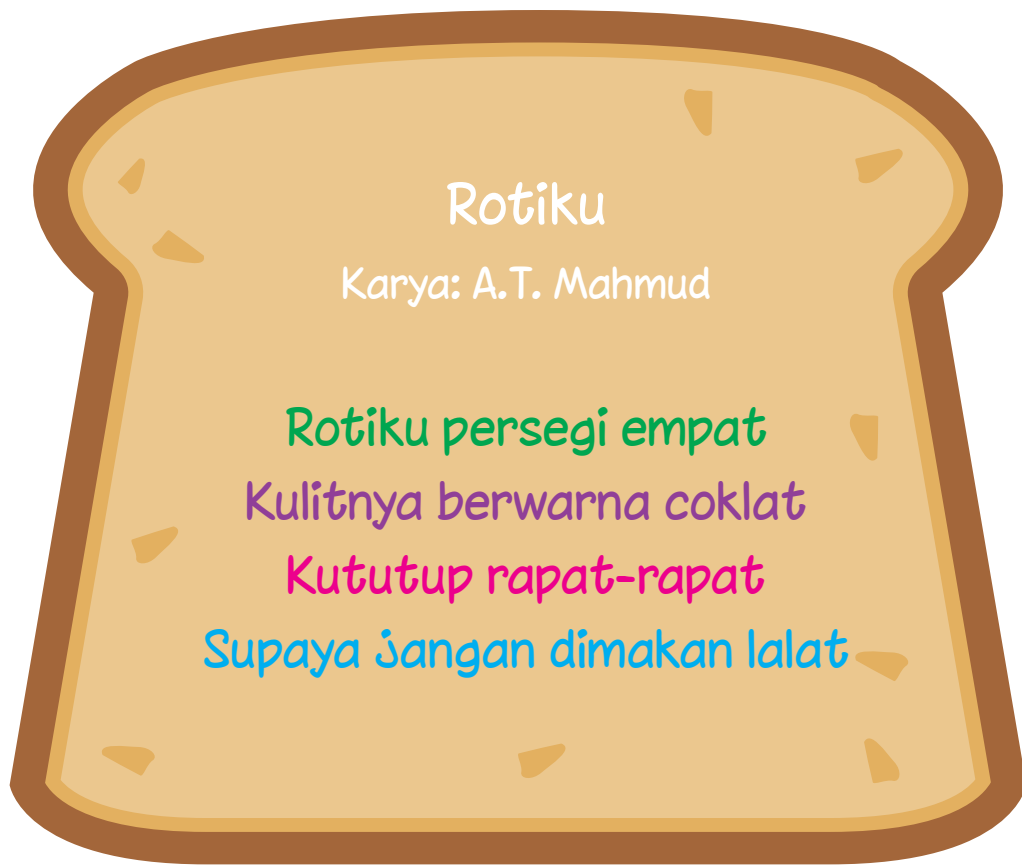 Rotiku
Karya: A.T. Mahmud
Rotiku persegi empat
Kulitnya berwarna coklat
Kututup rapat-rapat
Supaya jangan dimakan lalat